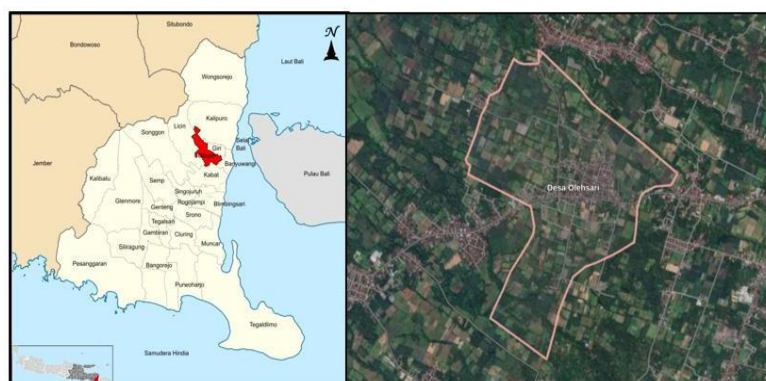 Situbondo
Bondowoso
N
Laut Bali
Wongsorejo
Kalipuro
Licin
Songgon
Giri
Selat
Bali
Jember
Banyuwangi
Pulau Bali
Kabat
Kalibaru
Singojuruh
Glenmore
Rogojampi
Blimbingsari
Genteng
Srono
Tegalsari
Gambiran
Cluring
Siliragung
Muncar
Pesanggaran
Bangorejo
Purwoharjo
Tegaldlimo
Samudera Hindia
Desa Olehsari